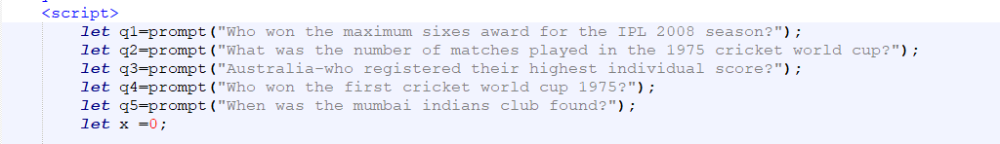 <script>
let q1=prompt("Who won the maximum sixes award for the IPL 2008 season?");
let q2=prompt("What was the number of matches played in the 1975 cricket world cup?");
let q3=prompt("Australia-who registered their highest individual score?");
let q4=prompt("Who won the first cricket world cup 1975?");
let q5=prompt("When was the mumbai indians club found?");
let x =0;